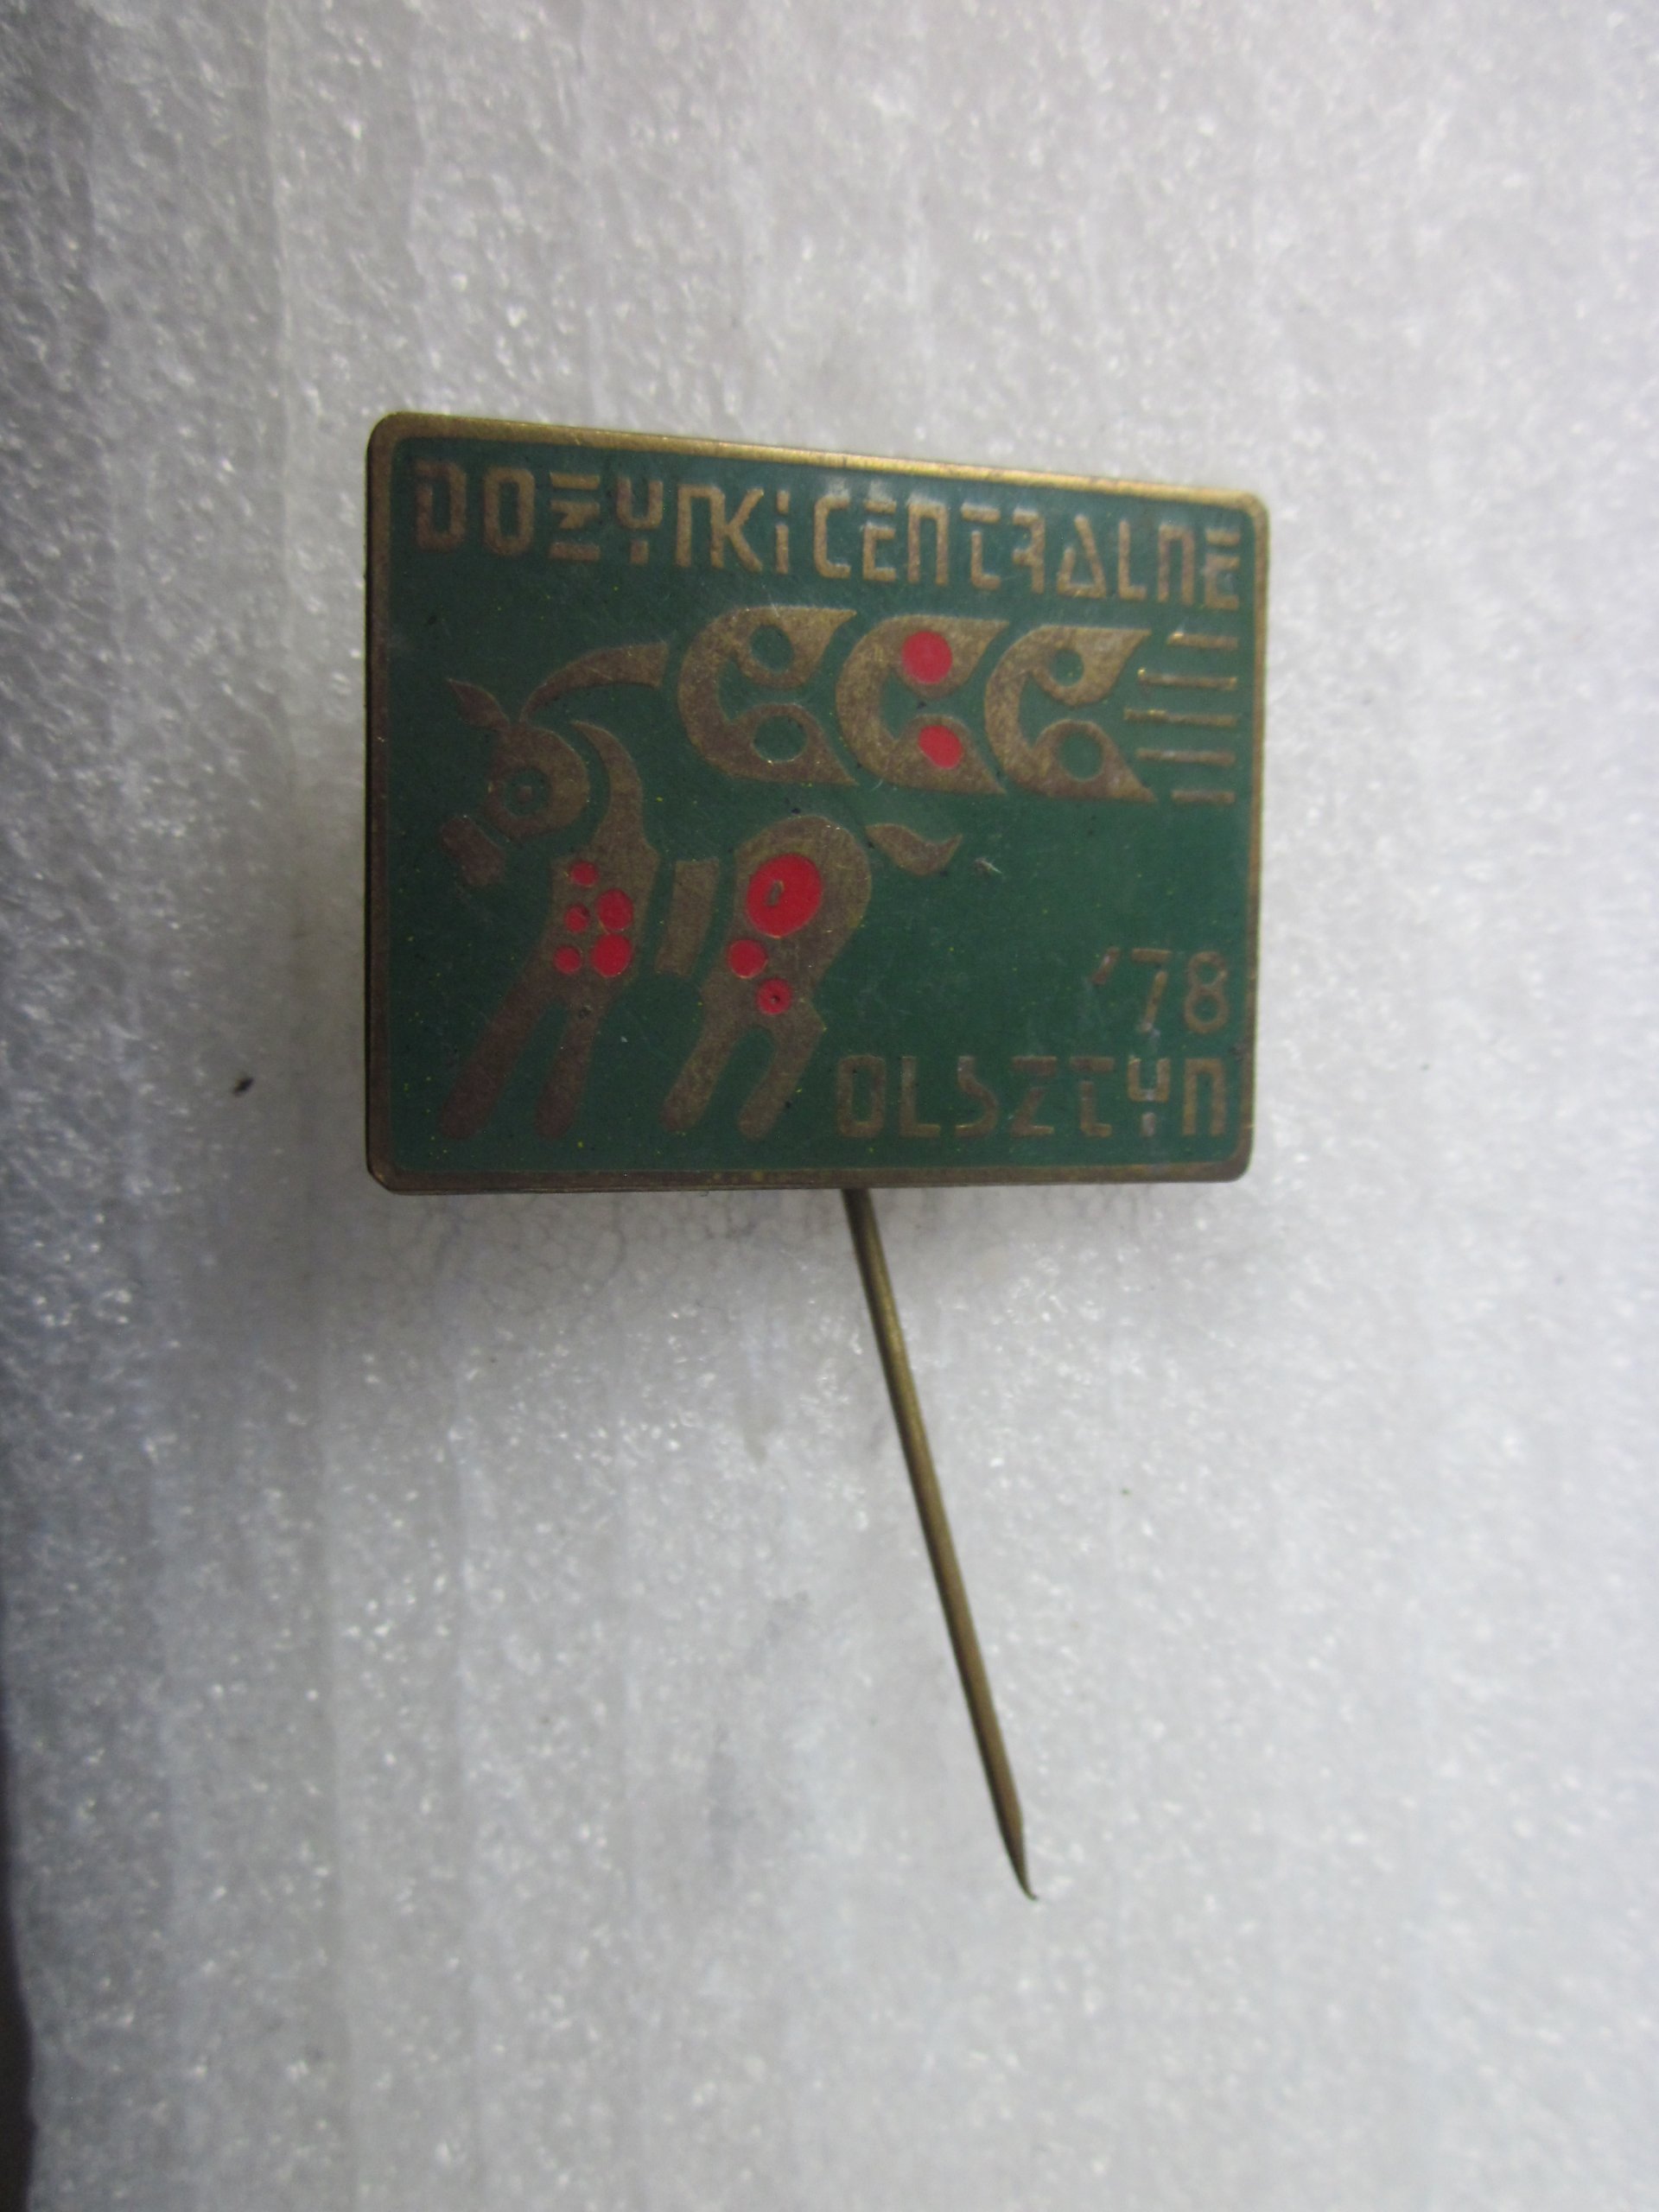 DOŻYNKi CENTRALNE
'78
OLSZTYN